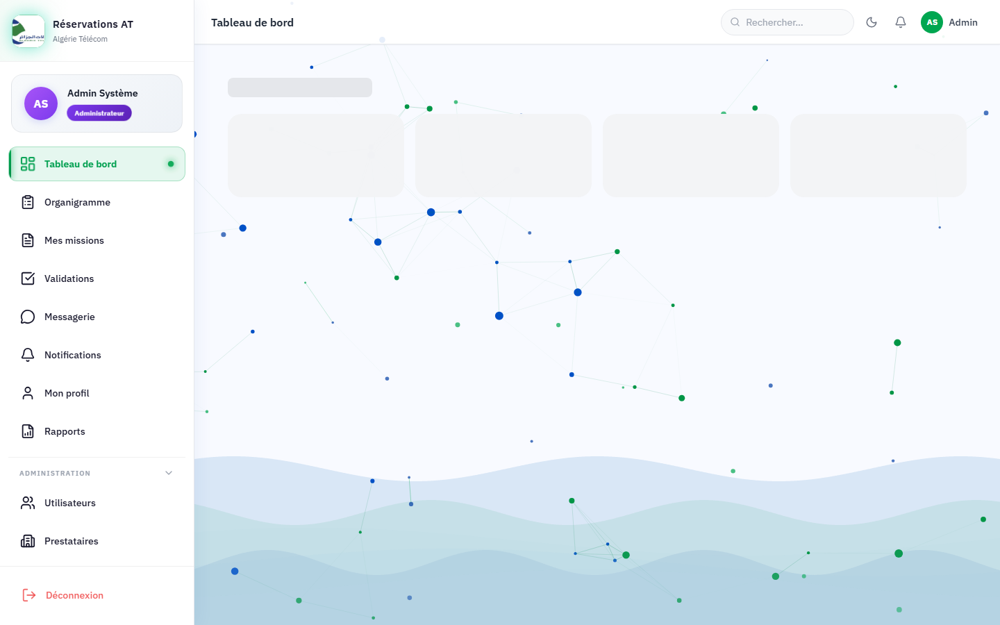 Réservations AT
Algérie Télécom
AS
Admin Système
Administrateur
Tableau de bord
Organigramme
Mes missions
Validations
Messagerie
Notifications
Mon profil
Rapports
ADMINISTRATION
Utilisateurs
Prestataires
Déconnexion
Tableau de bord
Rechercher...
AS
Admin